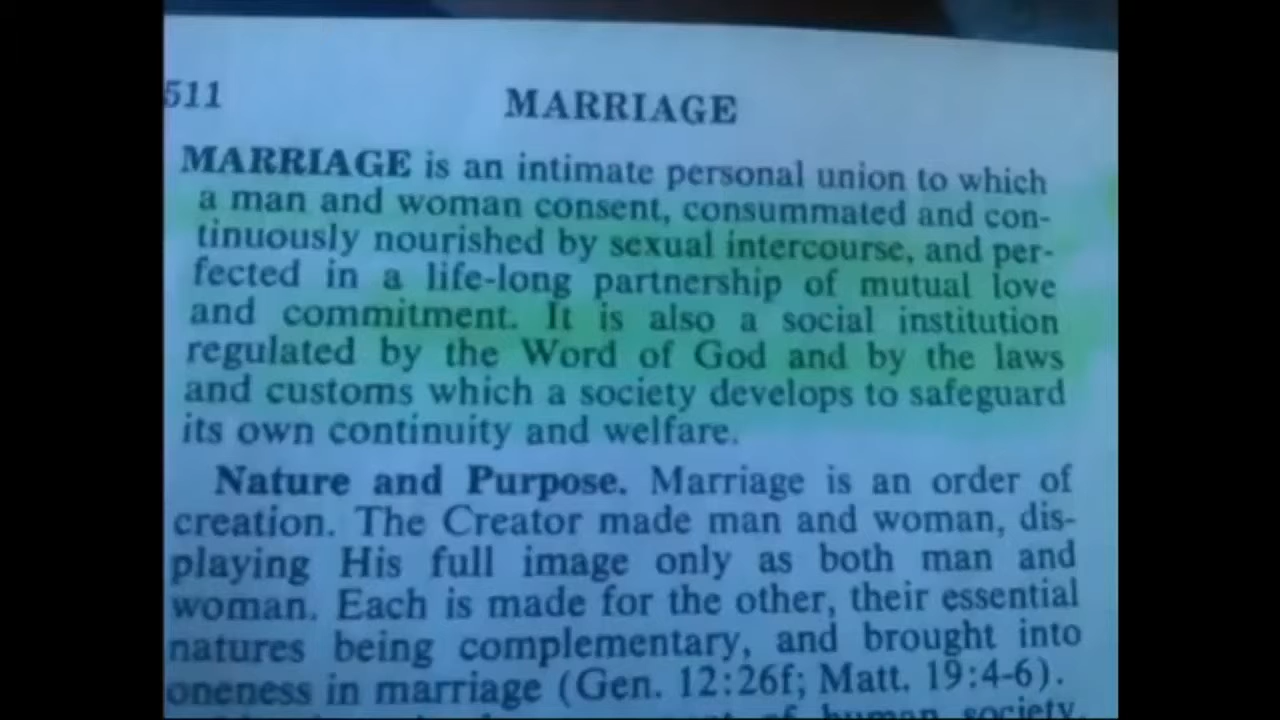 511 MARRIAGE
MARRIAGE is an intimate personal union to which
a man and woman consent, consummated and con-
tinuously nourished by sexual intercourse, and per-
fected in a life-long partnership of mutual love
and commitment. It is also a social institution
regulated by the Word of God and by the laws
and customs which a society develops to safeguard
its own continuity and welfare.
Nature and Purpose. Marriage is an order of
creation. The Creator made man and woman, dis-
playing His full image only as both man and
woman. Each is made for the other, their essential
natures being complementary, and brought into
oneness in marriage (Gen. 12:26f; Matt. 19:4-6).
of human society,